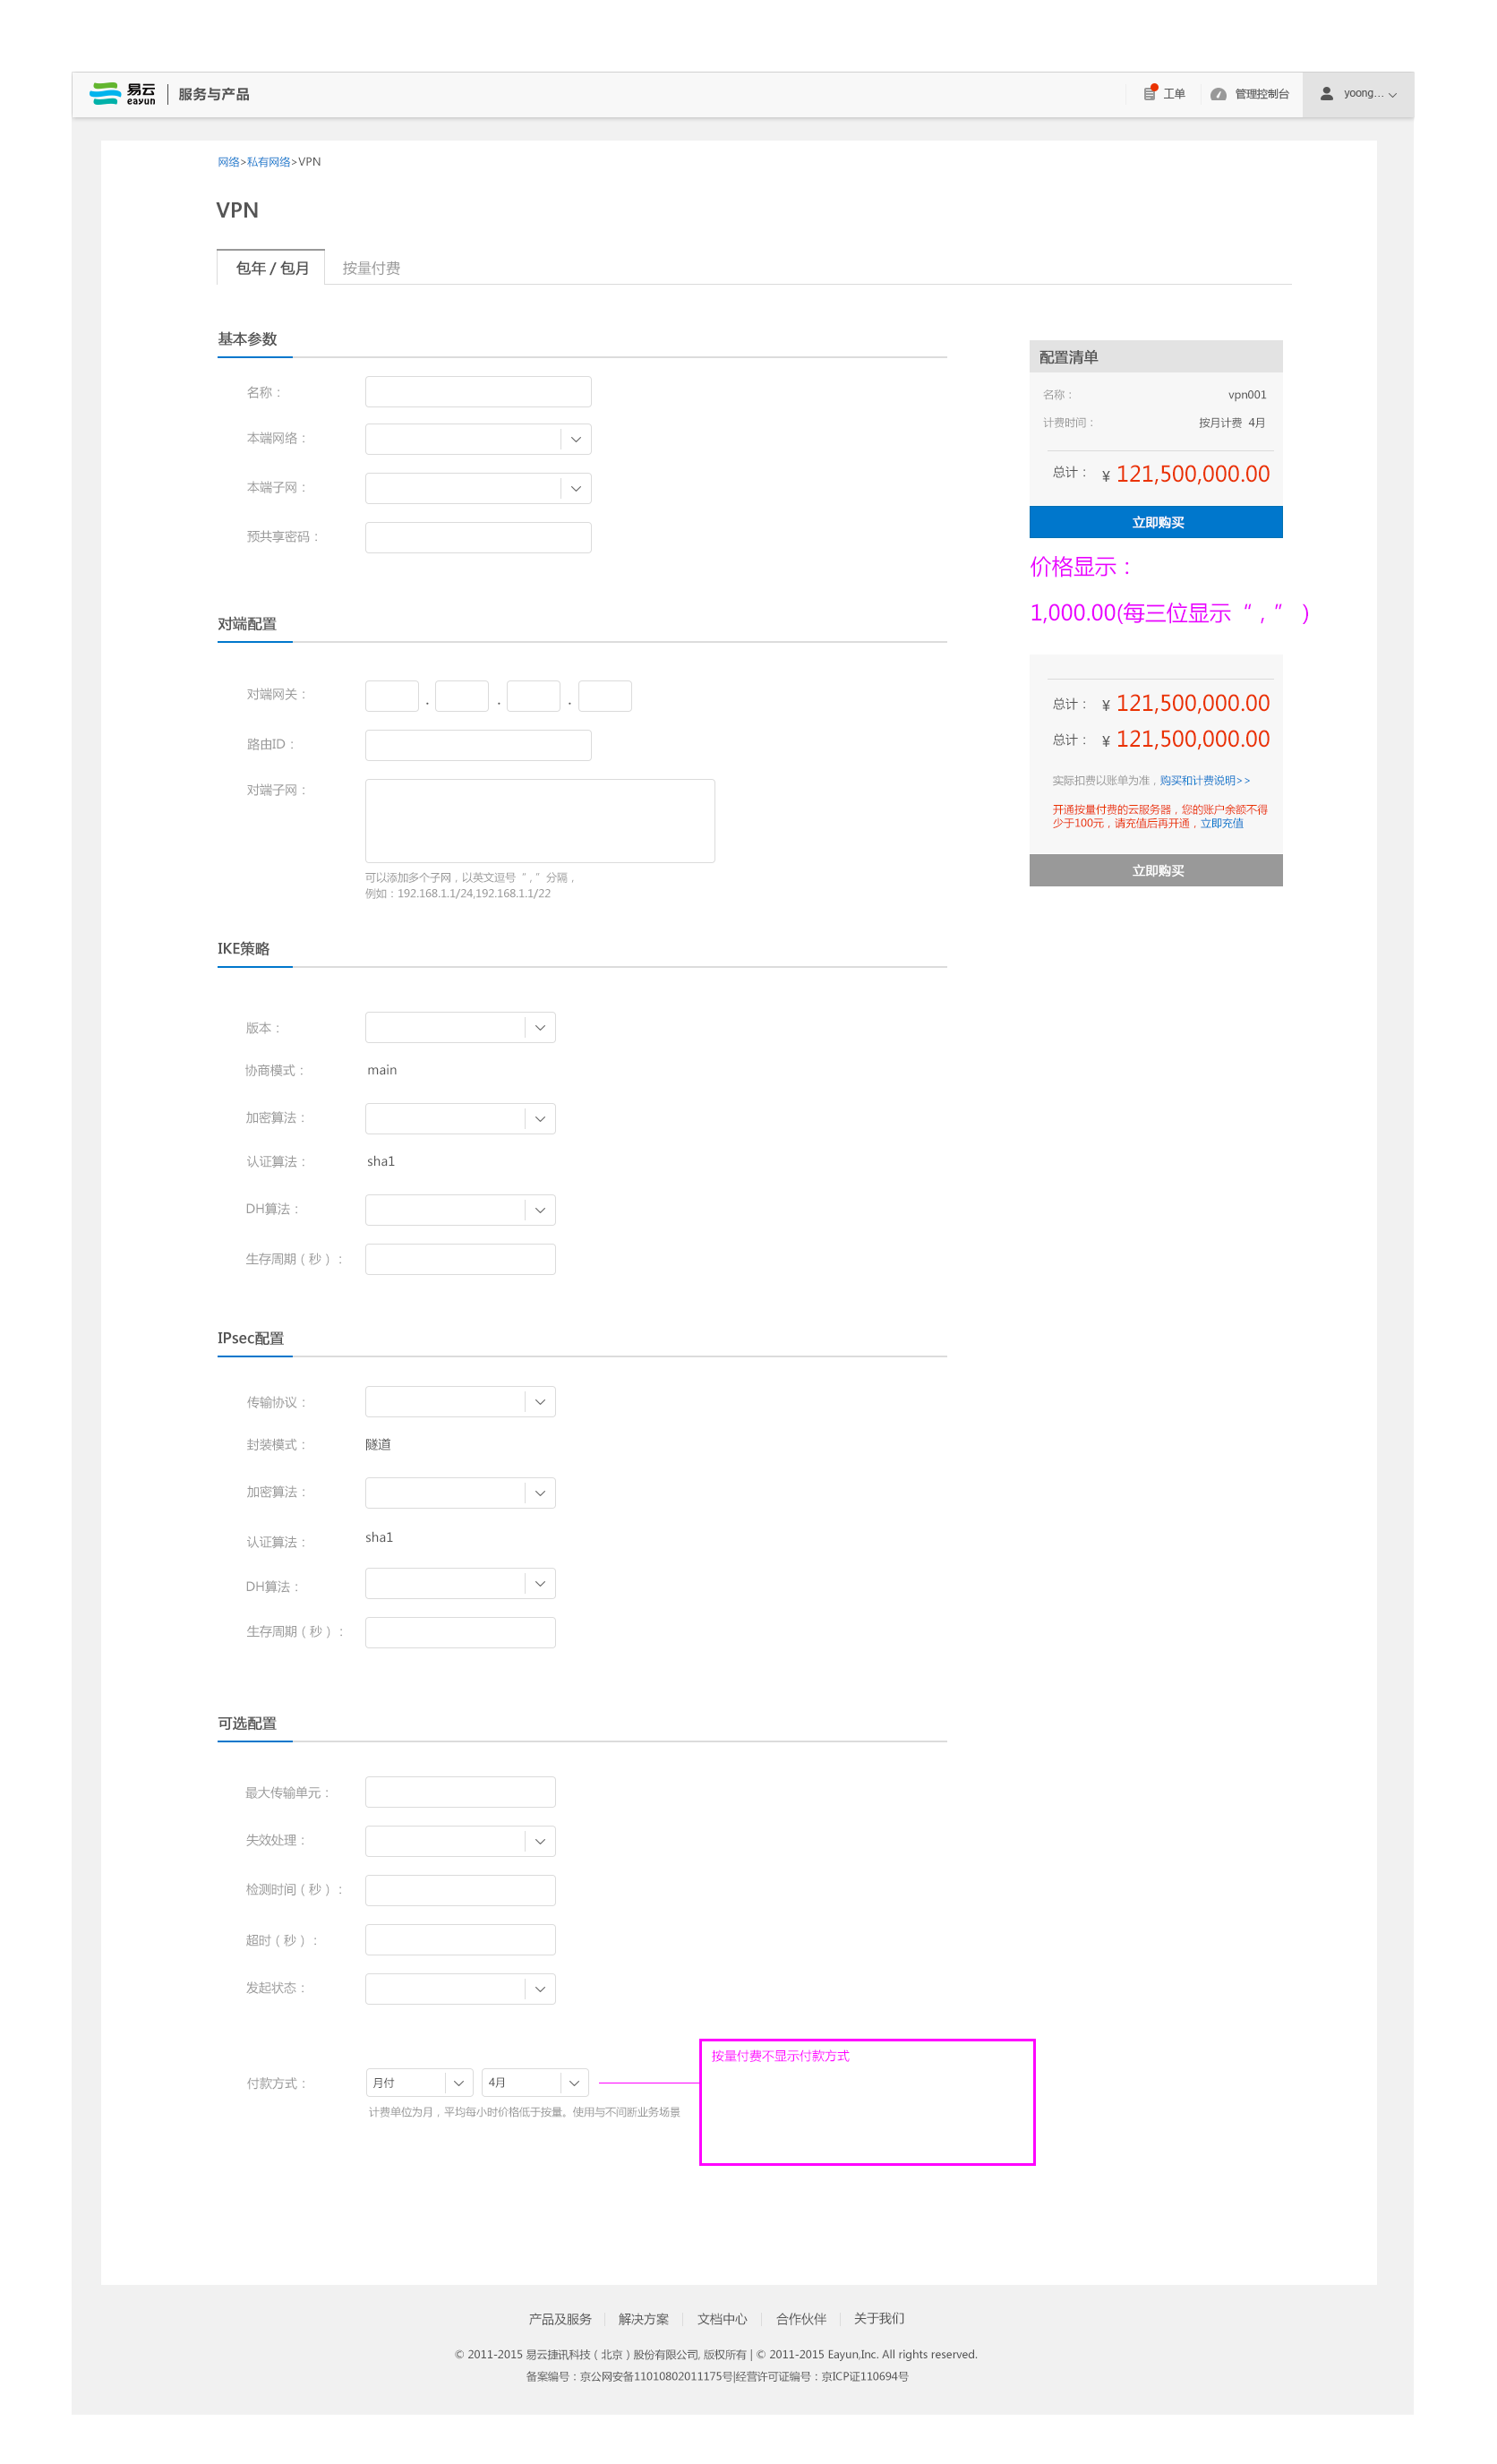 易云
eayun
服务与产品
工单
管理控制台
yoong...
网络>私有网络>VPN
VPN
包年 / 包月
按量付费
基本参数
名称：
本端网络：
本端子网：
预共享密码：
配置清单
名称：
vpn001
计费时间：
按月计费 4月
总计： ¥ 121,500,000.00
立即购买
价格显示：
1,000.00(每三位显示“ , ” )
总计： ¥ 121,500,000.00
总计： ¥ 121,500,000.00
实际扣费以账单为准，购买和计费说明>>
开通按量付费的云服务器，您的账户余额不得
少于100元，请充值后再开通，立即充值
立即购买
对端配置
对端网关：
. . .
路由ID：
对端子网：
可以添加多个子网，以英文逗号“ , ”分隔，
例如：192.168.1.1/24,192.168.1.1/22
IKE策略
版本：
协商模式：
main
加密算法：
认证算法：
sha1
DH算法：
生存周期（秒）：
IPsec配置
传输协议：
封装模式：
隧道
加密算法：
认证算法：
sha1
DH算法：
生存周期（秒）：
可选配置
最大传输单元：
失效处理：
检测时间（秒）：
超时（秒）：
发起状态：
付款方式：
月付
4月
计费单位为月，平均每小时价格低于按量。使用与不间断业务场景
按量付费不显示付款方式
产品及服务 | 解决方案 | 文档中心 | 合作伙伴 | 关于我们
© 2011-2015 易云捷讯科技（北京）股份有限公司, 版权所有 | © 2011-2015 Eayun,Inc. All rights reserved.
备案编号：京公网安备11010802011175号|经营许可证编号：京ICP证110694号